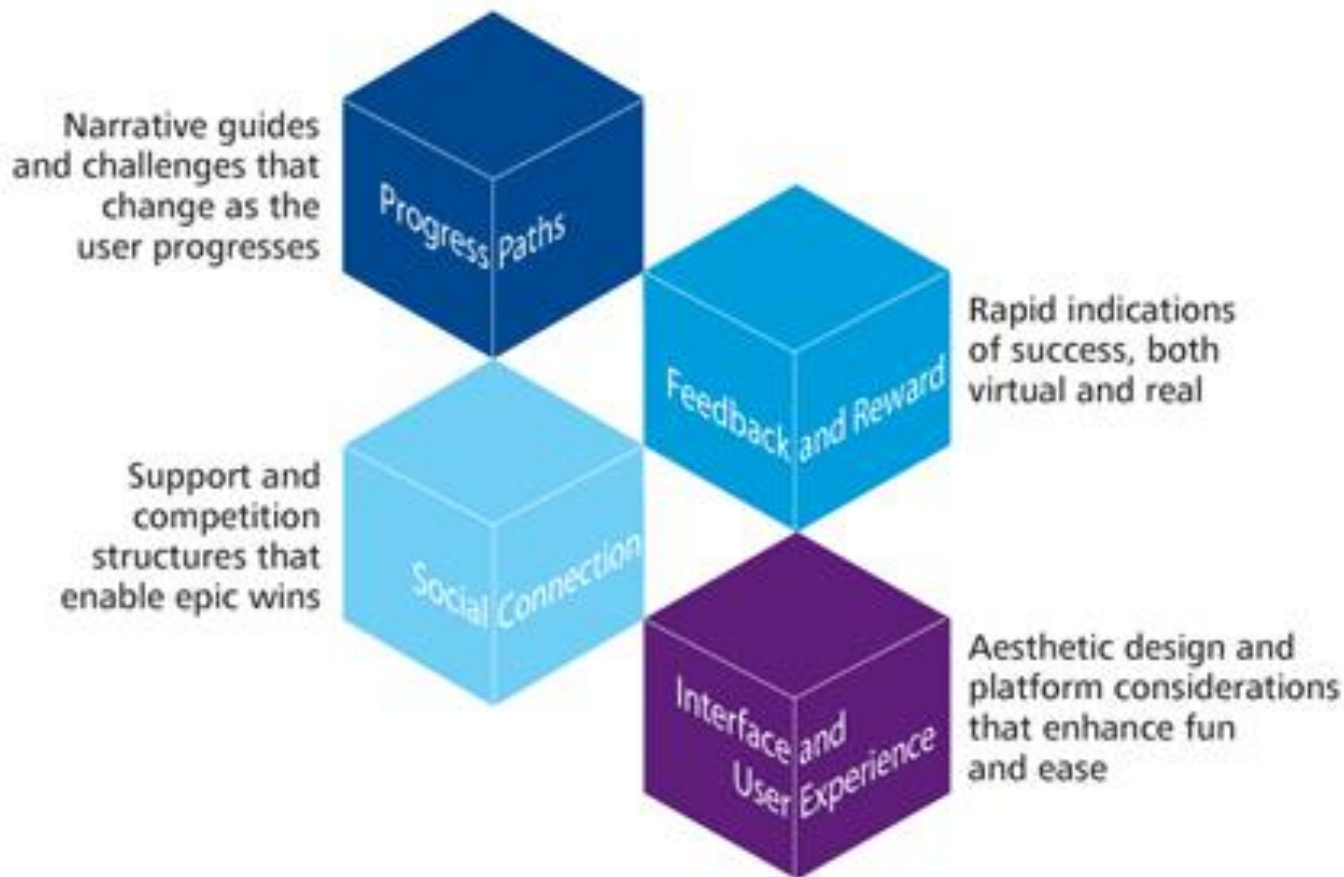 Narrative guides
and challenges that
change as the
user progresses
Progress Paths
Feedback and Reward
Rapid indications
of success, both
virtual and real
Support and
competition
structures that
enable epic wins
Social Connection
Interface and
User Experience
Aesthetic design and
platform considerations
that enhance fun
and ease